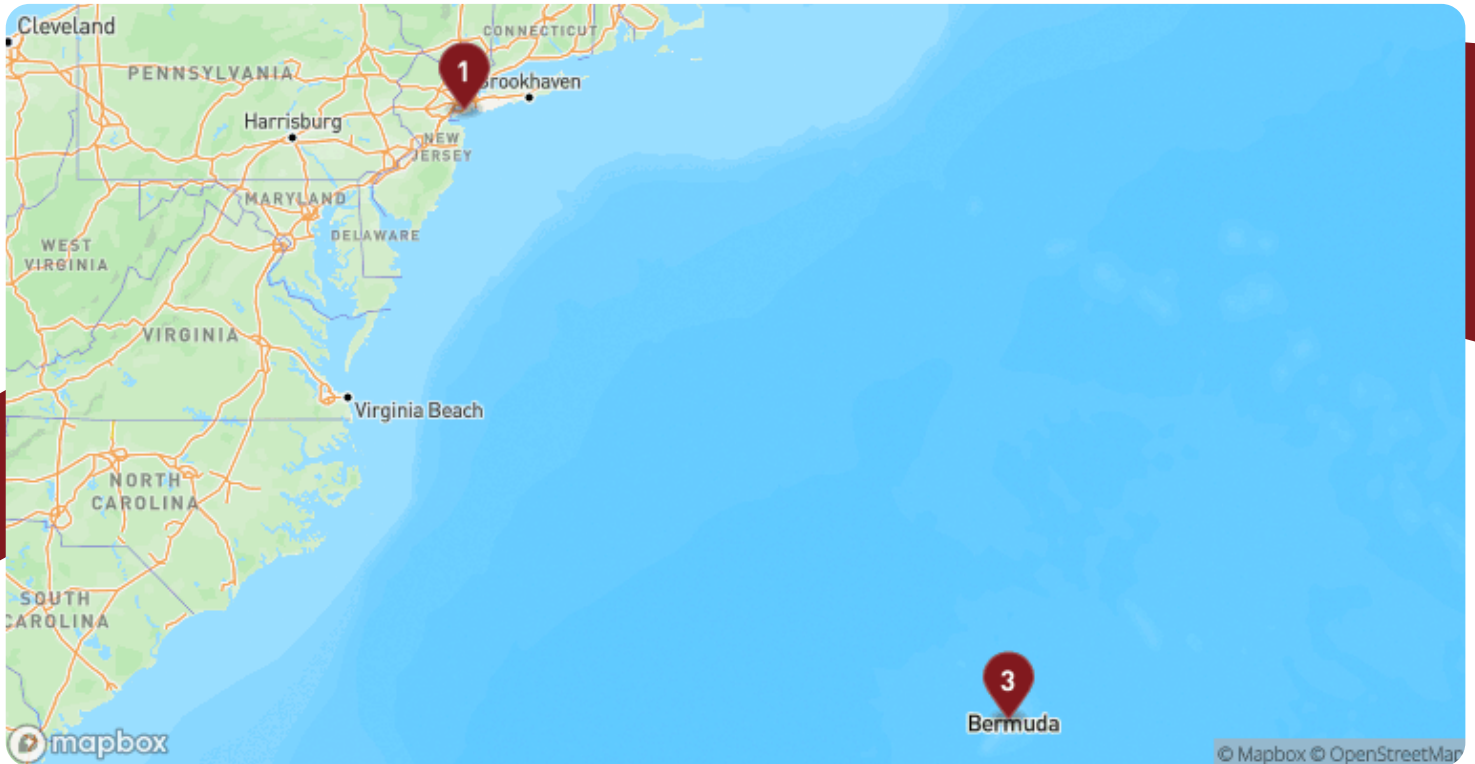 Cleveland
CONNECTICUT
PENNSYLVANIA
1
Brookhaven
Harrisburg
NEW
JERSEY
MARYLAND
DELAWARE
WEST
VIRGINIA
VIRGINIA
Virginia Beach
NORTH
CAROLINA
SOUTH
CAROLINA
3
Bermuda
mapbox
© Mapbox © OpenStreetMap